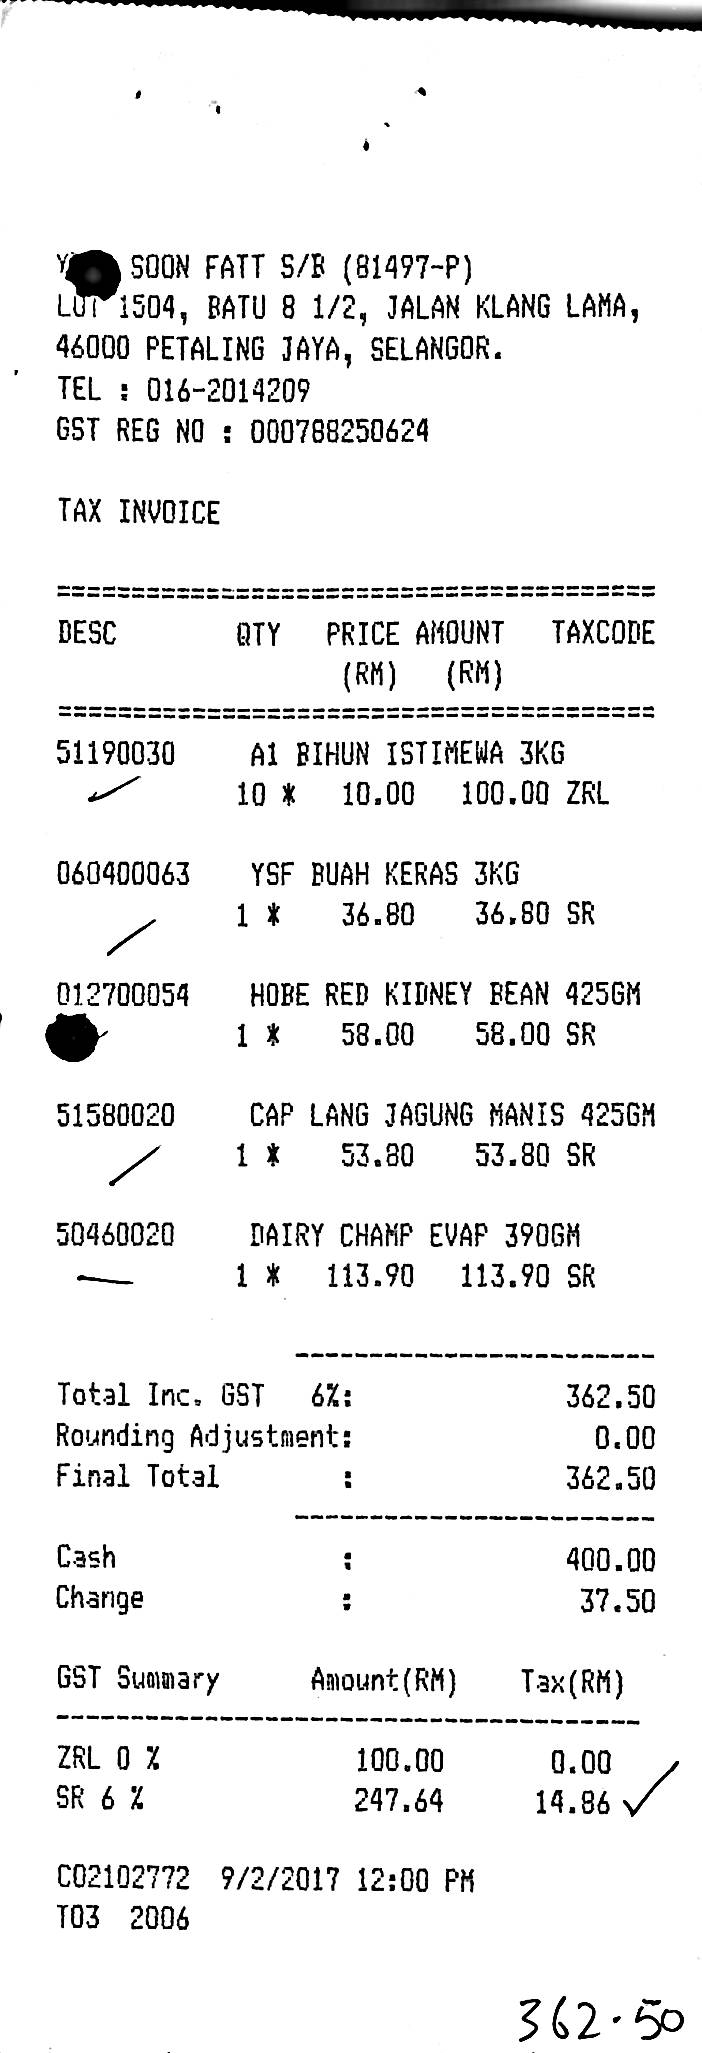 SOON FATT S/B (81497-P)
LOT 1504, BATU 8 1/2, JALAN KLANG LAMA,
46000 PETALING JAYA, SELANGOR.
TEL : 016-2014209
GST REG NO : 000788250624
TAX INVOICE
========================================
DESC QTY PRICE AMOUNT TAXCODE
(RM) (RM)
========================================
51190030 A1 BIHUN ISTIMEWA 3KG
10 * 10.00 100.00 ZRL
060400063 YSF BUAH KERAS 3KG
1 * 36.80 36.80 SR
012700054 HOBE RED KIDNEY BEAN 425GM
1 * 58.00 58.00 SR
51580020 CAP LANG JAGUNG MANIS 425GM
1 * 53.80 53.80 SR
50460020 DAIRY CHAMP EVAP 390GM
1 * 113.90 113.90 SR
------------------------
Total Inc. GST 6%: 362.50
Rounding Adjustment: 0.00
Final Total : 362.50
------------------------
Cash : 400.00
Change : 37.50
GST Summary Amount(RM) Tax(RM)
---------------------------------------
ZRL 0 % 100.00 0.00
SR 6 % 247.64 14.86
C02102772 9/2/2017 12:00 PM
T03 2006
362.50